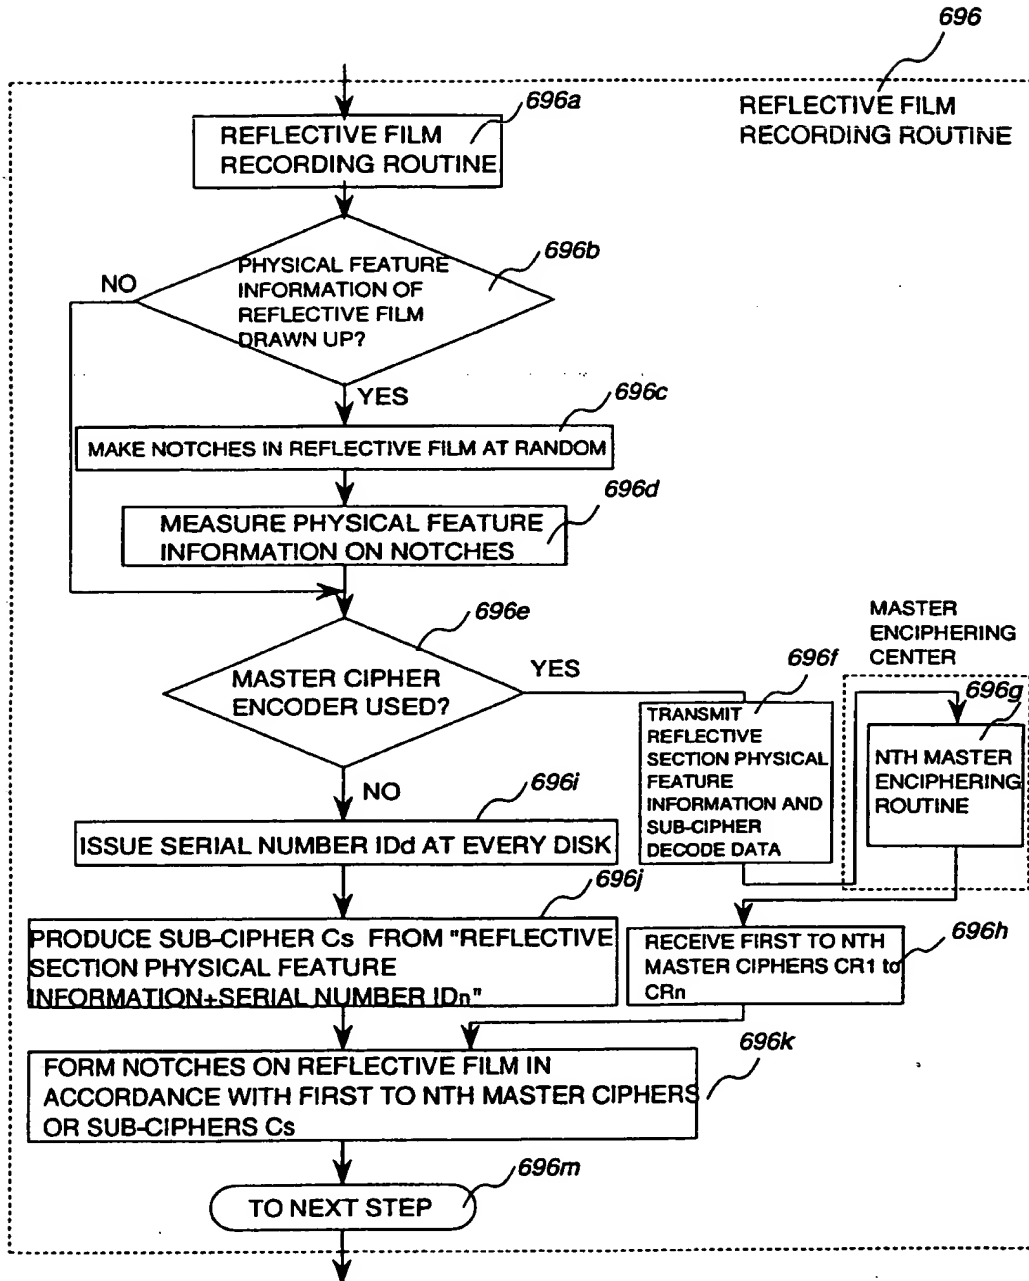 696
REFLECTIVE FILM
RECORDING ROUTINE
696a
REFLECTIVE FILM
RECORDING ROUTINE
696b
NO
PHYSICAL FEATURE
INFORMATION OF
REFLECTIVE FILM
DRAWN UP?
YES
696c
MAKE NOTCHES IN REFLECTIVE FILM AT RANDOM
696d
MEASURE PHYSICAL FEATURE
INFORMATION ON NOTCHES
696e
MASTER CIPHER
ENCODER USED?
YES
696f
TRANSMIT
REFLECTIVE
SECTION PHYSICAL
FEATURE
INFORMATION AND
SUB-CIPHER
DECODE DATA
MASTER
ENCIPHERING
CENTER
696g
NTH MASTER
ENCIPHERING
ROUTINE
NO
696i
ISSUE SERIAL NUMBER IDd AT EVERY DISK
696j
PRODUCE SUB-CIPHER Cs FROM "REFLECTIVE
SECTION PHYSICAL FEATURE
INFORMATION+SERIAL NUMBER IDn"
696h
RECEIVE FIRST TO NTH
MASTER CIPHERS CR1 to
CRn
696k
FORM NOTCHES ON REFLECTIVE FILM IN
ACCORDANCE WITH FIRST TO NTH MASTER CIPHERS
OR SUB-CIPHERS Cs
696m
TO NEXT STEP